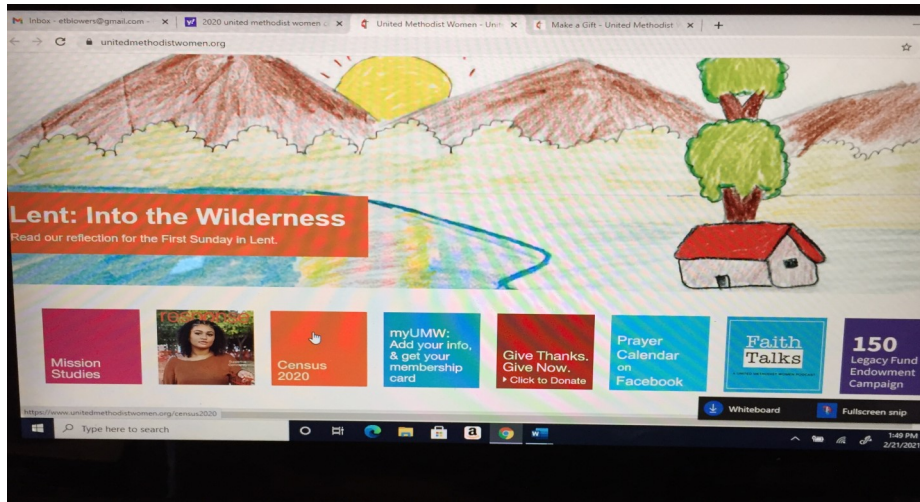 Inbox - etblowers@gmail.com -
2020 united methodist women
United Methodist Women - Unit
Make a Gift - United Methodist
unitedmethodistwomen.org
Lent: Into the Wilderness
Read our reflection for the First Sunday in Lent.
Mission
Studies
Census
2020
myUMW:
Add your info,
& get your
membership
card
Give Thanks.
Give Now.
Click to Donate
Prayer
Calendar
on
Facebook
Faith
Talks
150
Legacy Fund
Endowment
Campaign
https://www.unitedmethodistwomen.org/census2020
Whiteboard
Fullscreen snip
Type here to search
a
W
1:49 PM
2/21/2021